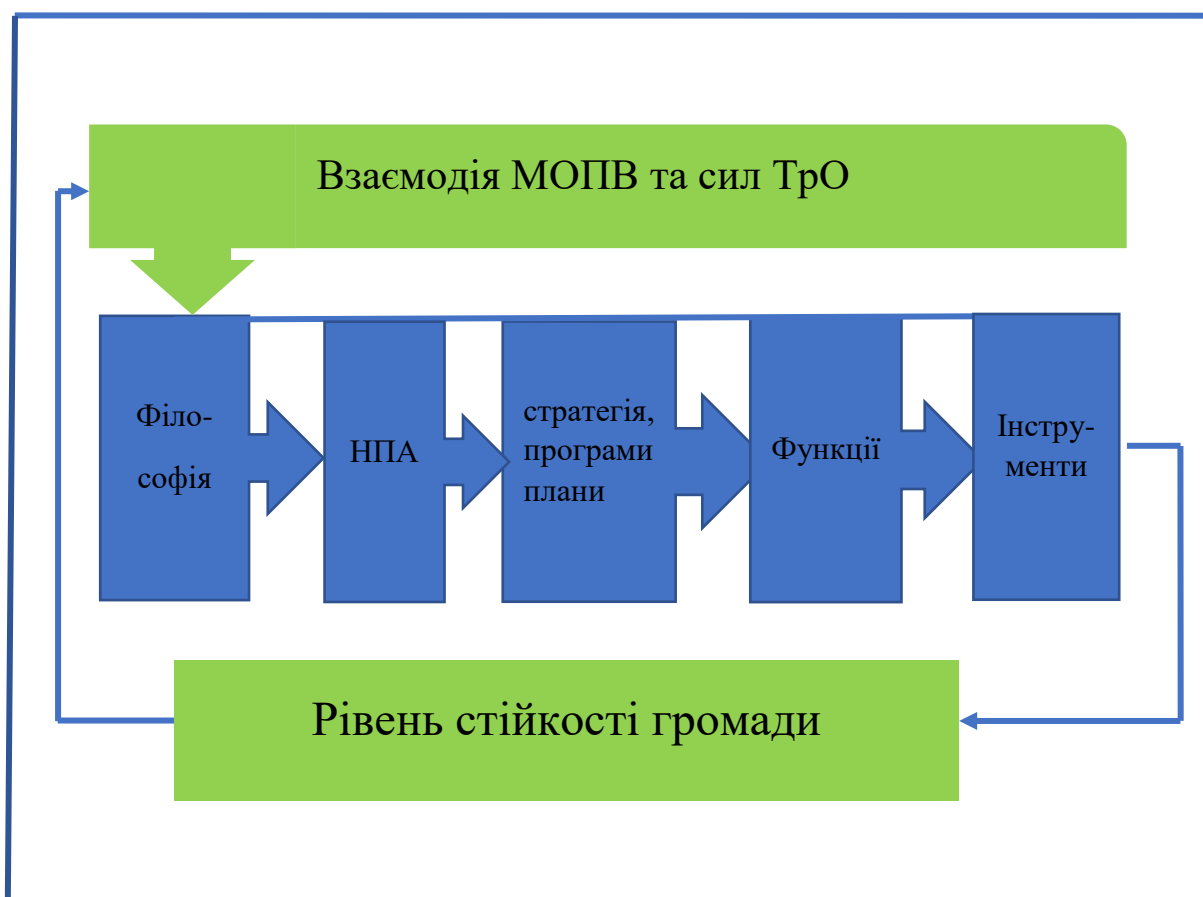 Взаємодія МОПВ та сил ТрО
Філо-
софія
НПА
стратегія,
програми
плани
Функції
Інстру-
менти
Рівень стійкості громади